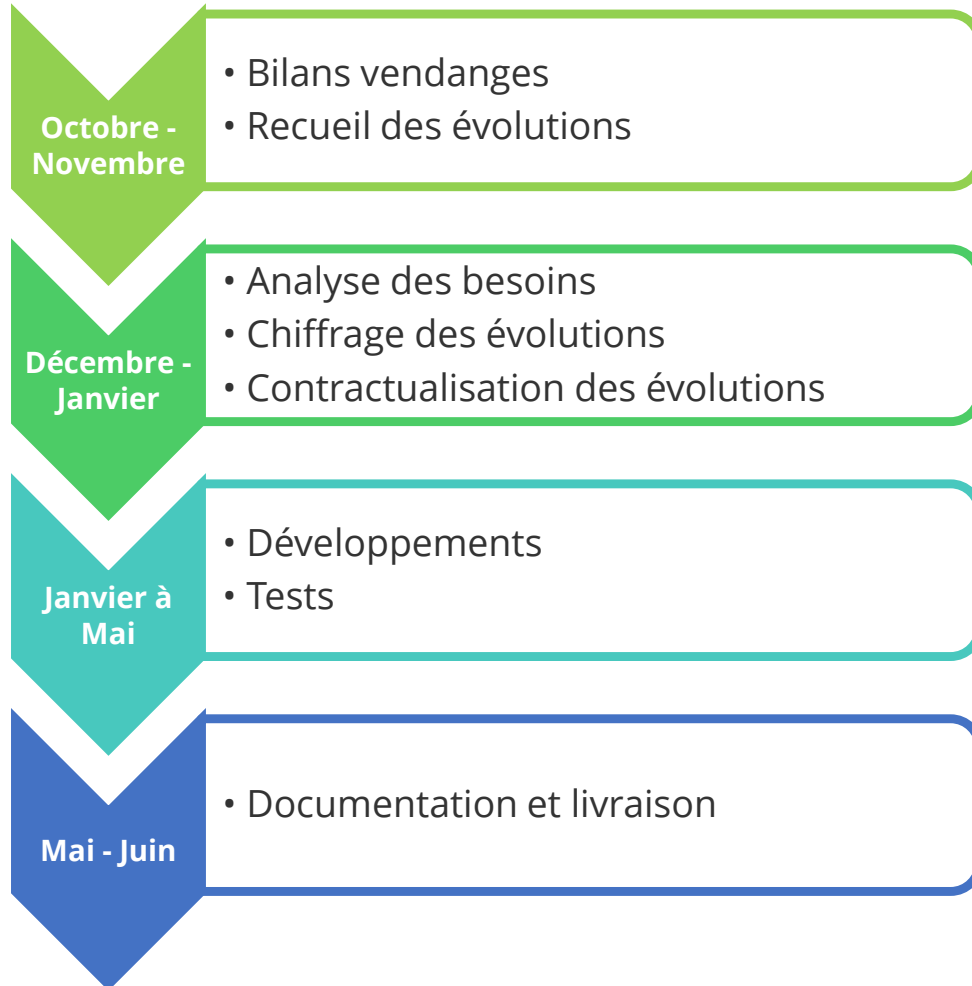 Octobre -
Novembre
• Bilans vendanges
• Recueil des évolutions
Décembre -
Janvier
• Analyse des besoins
• Chiffrage des évolutions
• Contractualisation des évolutions
Janvier à
Mai
• Développements
• Tests
Mai - Juin
• Documentation et livraison